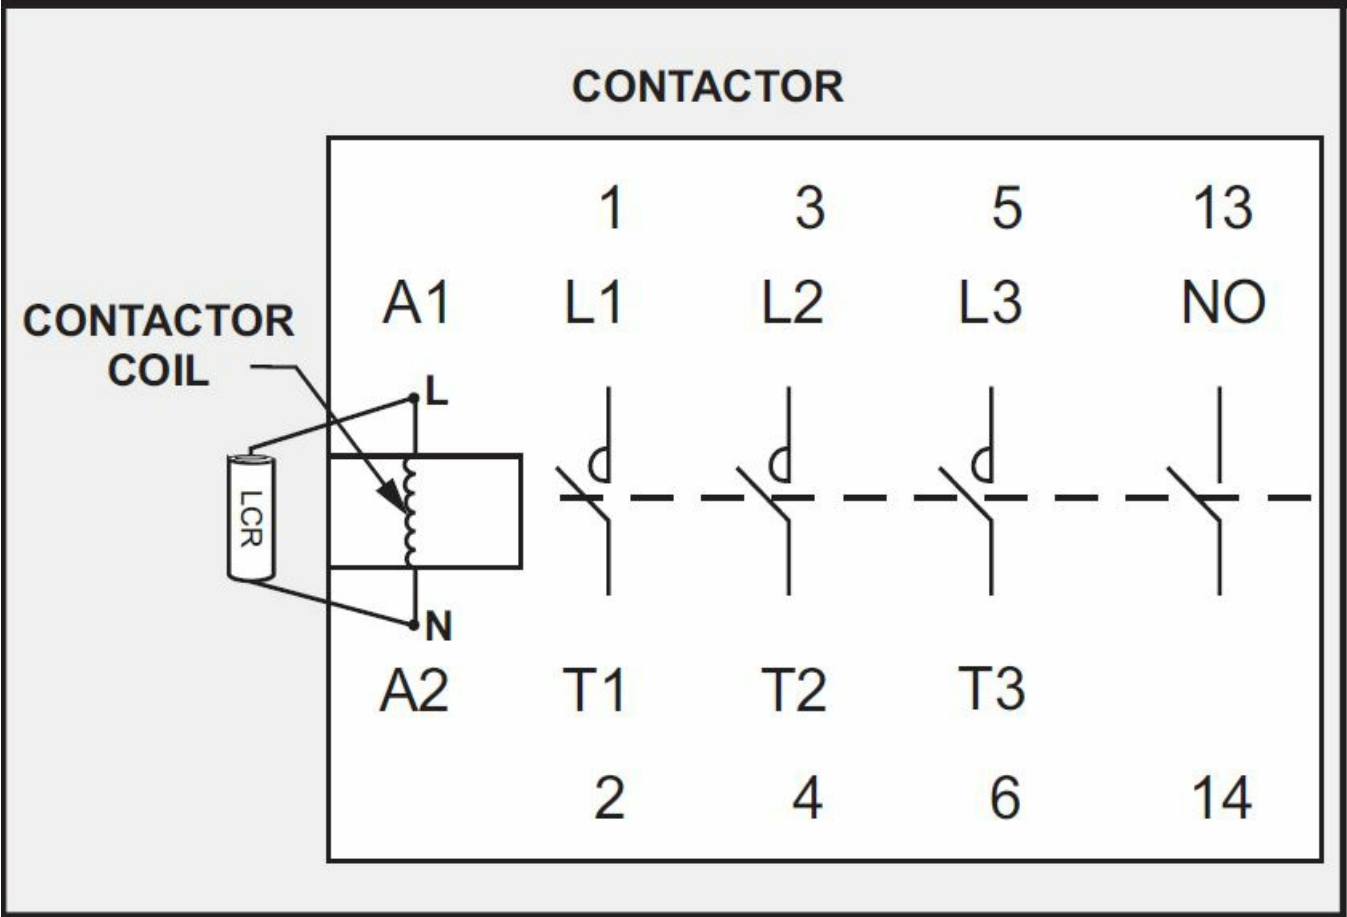 CONTACTOR
1 3 5 13
A1 L1 L2 L3 NO
CONTACTOR
COIL
L
LCR
N
A2 T1 T2 T3
2 4 6 14